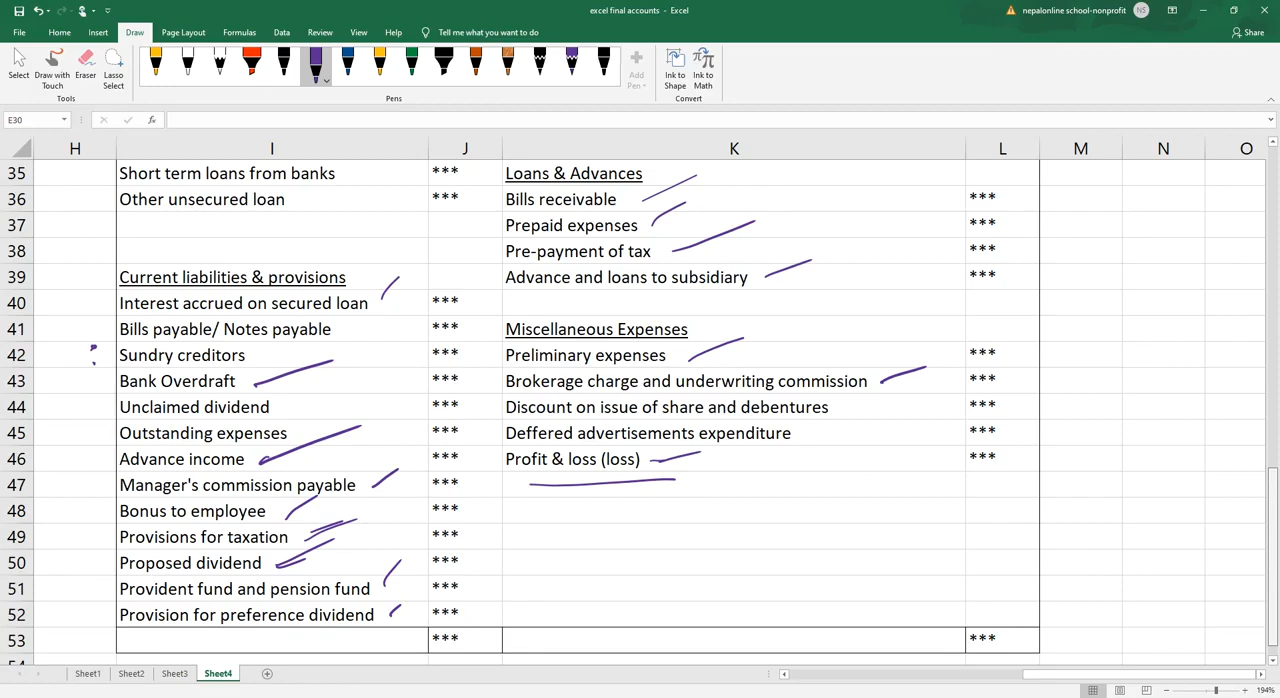 excel final accounts - Excel
nepalonline school-nonprofit NS
File Home Insert Draw Page Layout Formulas Data Review View Help Tell me what you want to do Share
Select Draw with Touch Eraser Lasso Select Add Pen Ink to Shape Ink to Math
Tools Pens Convert
E30 fx
H I J K L M N O
35 Short term loans from banks *** Loans & Advances
36 Other unsecured loan *** Bills receivable ***
37 Prepaid expenses ***
38 Pre-payment of tax ***
39 Current liabilities & provisions Advance and loans to subsidiary ***
40 Interest accrued on secured loan ***
41 Bills payable/ Notes payable *** Miscellaneous Expenses
42 Sundry creditors *** Preliminary expenses ***
43 Bank Overdraft *** Brokerage charge and underwriting commission ***
44 Unclaimed dividend *** Discount on issue of share and debentures ***
45 Outstanding expenses *** Deffered advertisements expenditure ***
46 Advance income *** Profit & loss (loss) ***
47 Manager's commission payable ***
48 Bonus to employee ***
49 Provisions for taxation ***
50 Proposed dividend ***
51 Provident fund and pension fund ***
52 Provision for preference dividend ***
53 *** ***
Sheet1 Sheet2 Sheet3 Sheet4
194%